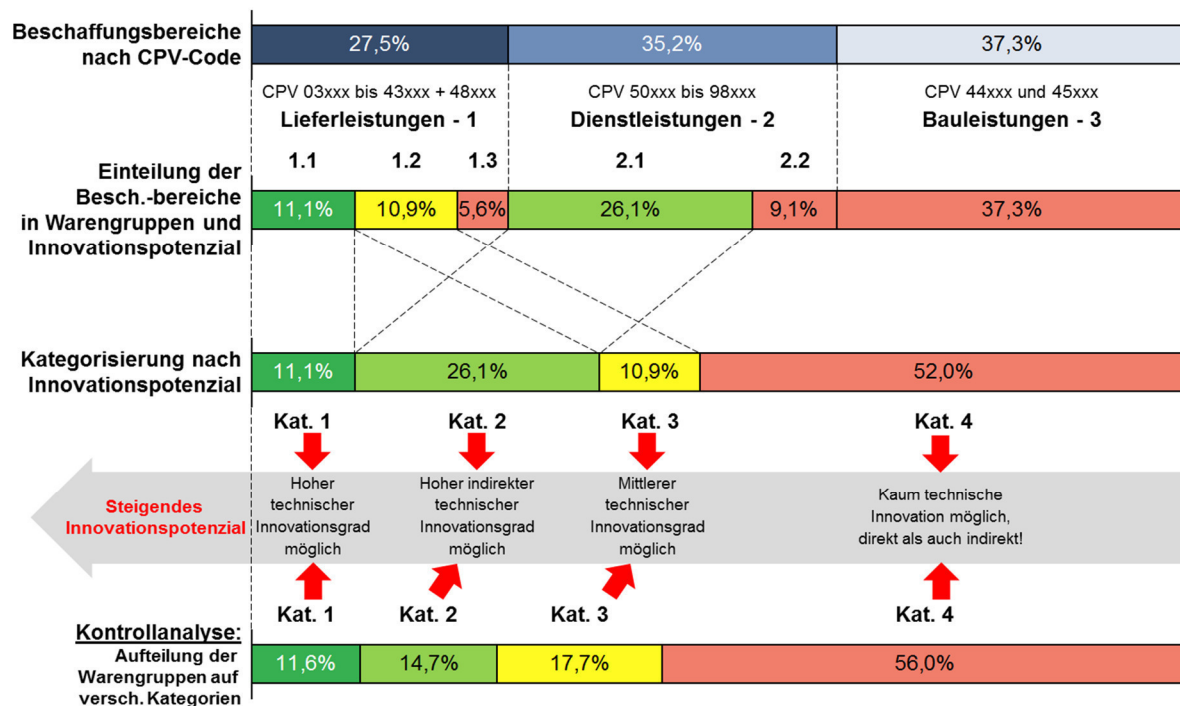 Beschaffungsbereiche
nach CPV-Code
27,5%
35,2%
37,3%
CPV 03xxx bis 43xxx + 48xxx
Lieferleistungen - 1
CPV 50xxx bis 98xxx
Dienstleistungen - 2
CPV 44xxx und 45xxx
Bauleistungen - 3
1.1
1.2
1.3
2.1
2.2
Einteilung der
Besch.-bereiche
in Warengruppen und
Innovationspotenzial
11,1%
10,9%
5,6%
26,1%
9,1%
37,3%
Kategorisierung nach
Innovationspotenzial
11,1%
26,1%
10,9%
52,0%
Kat. 1
Kat. 2
Kat. 3
Kat. 4
Steigendes
Innovationspotenzial
Hoher
technischer
Innovationsgrad
möglich
Hoher indirekter
technischer
Innovationsgrad
möglich
Mittlerer
technischer
Innovationsgrad
möglich
Kaum technische
Innovation möglich,
direkt als auch indirekt!
Kat. 1
Kat. 2
Kat. 3
Kat. 4
Kontrollanalyse:
Aufteilung der
Warengruppen auf
versch. Kategorien
11,6%
14,7%
17,7%
56,0%